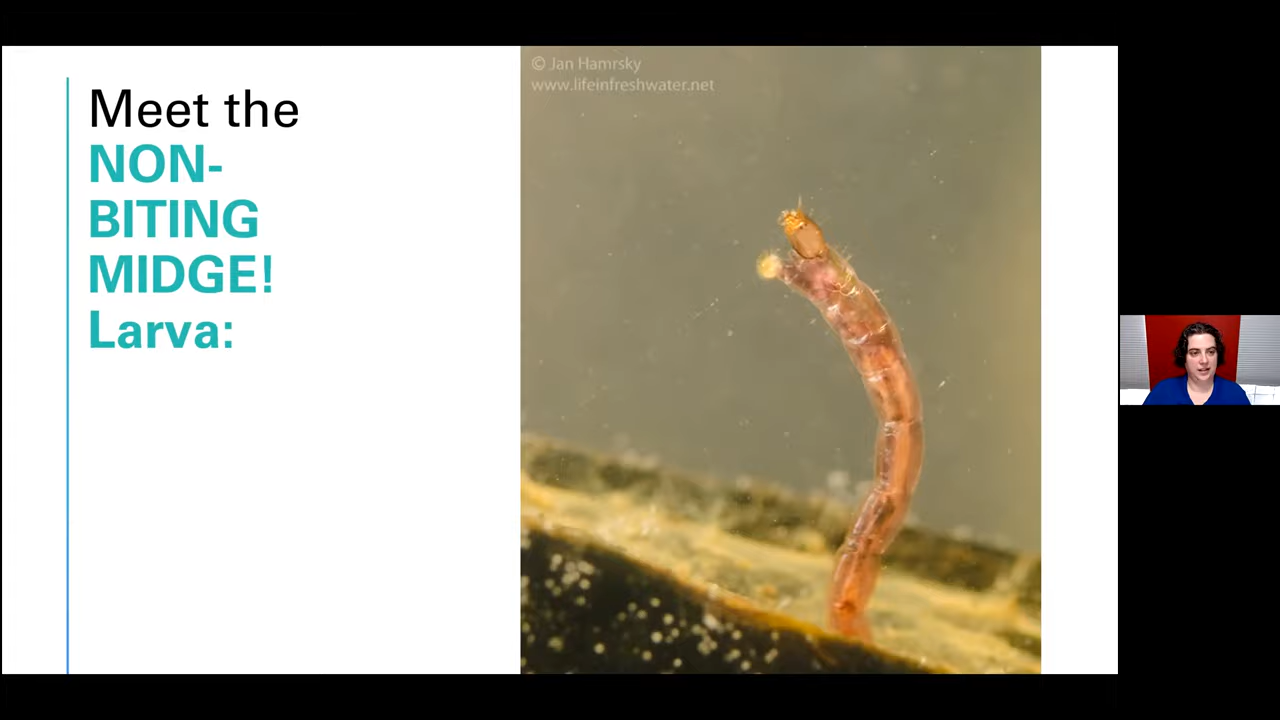 Meet the
NON-
BITING
MIDGE!
Larva:
© Jan Hamrsky
www.lifeinfreshwater.net